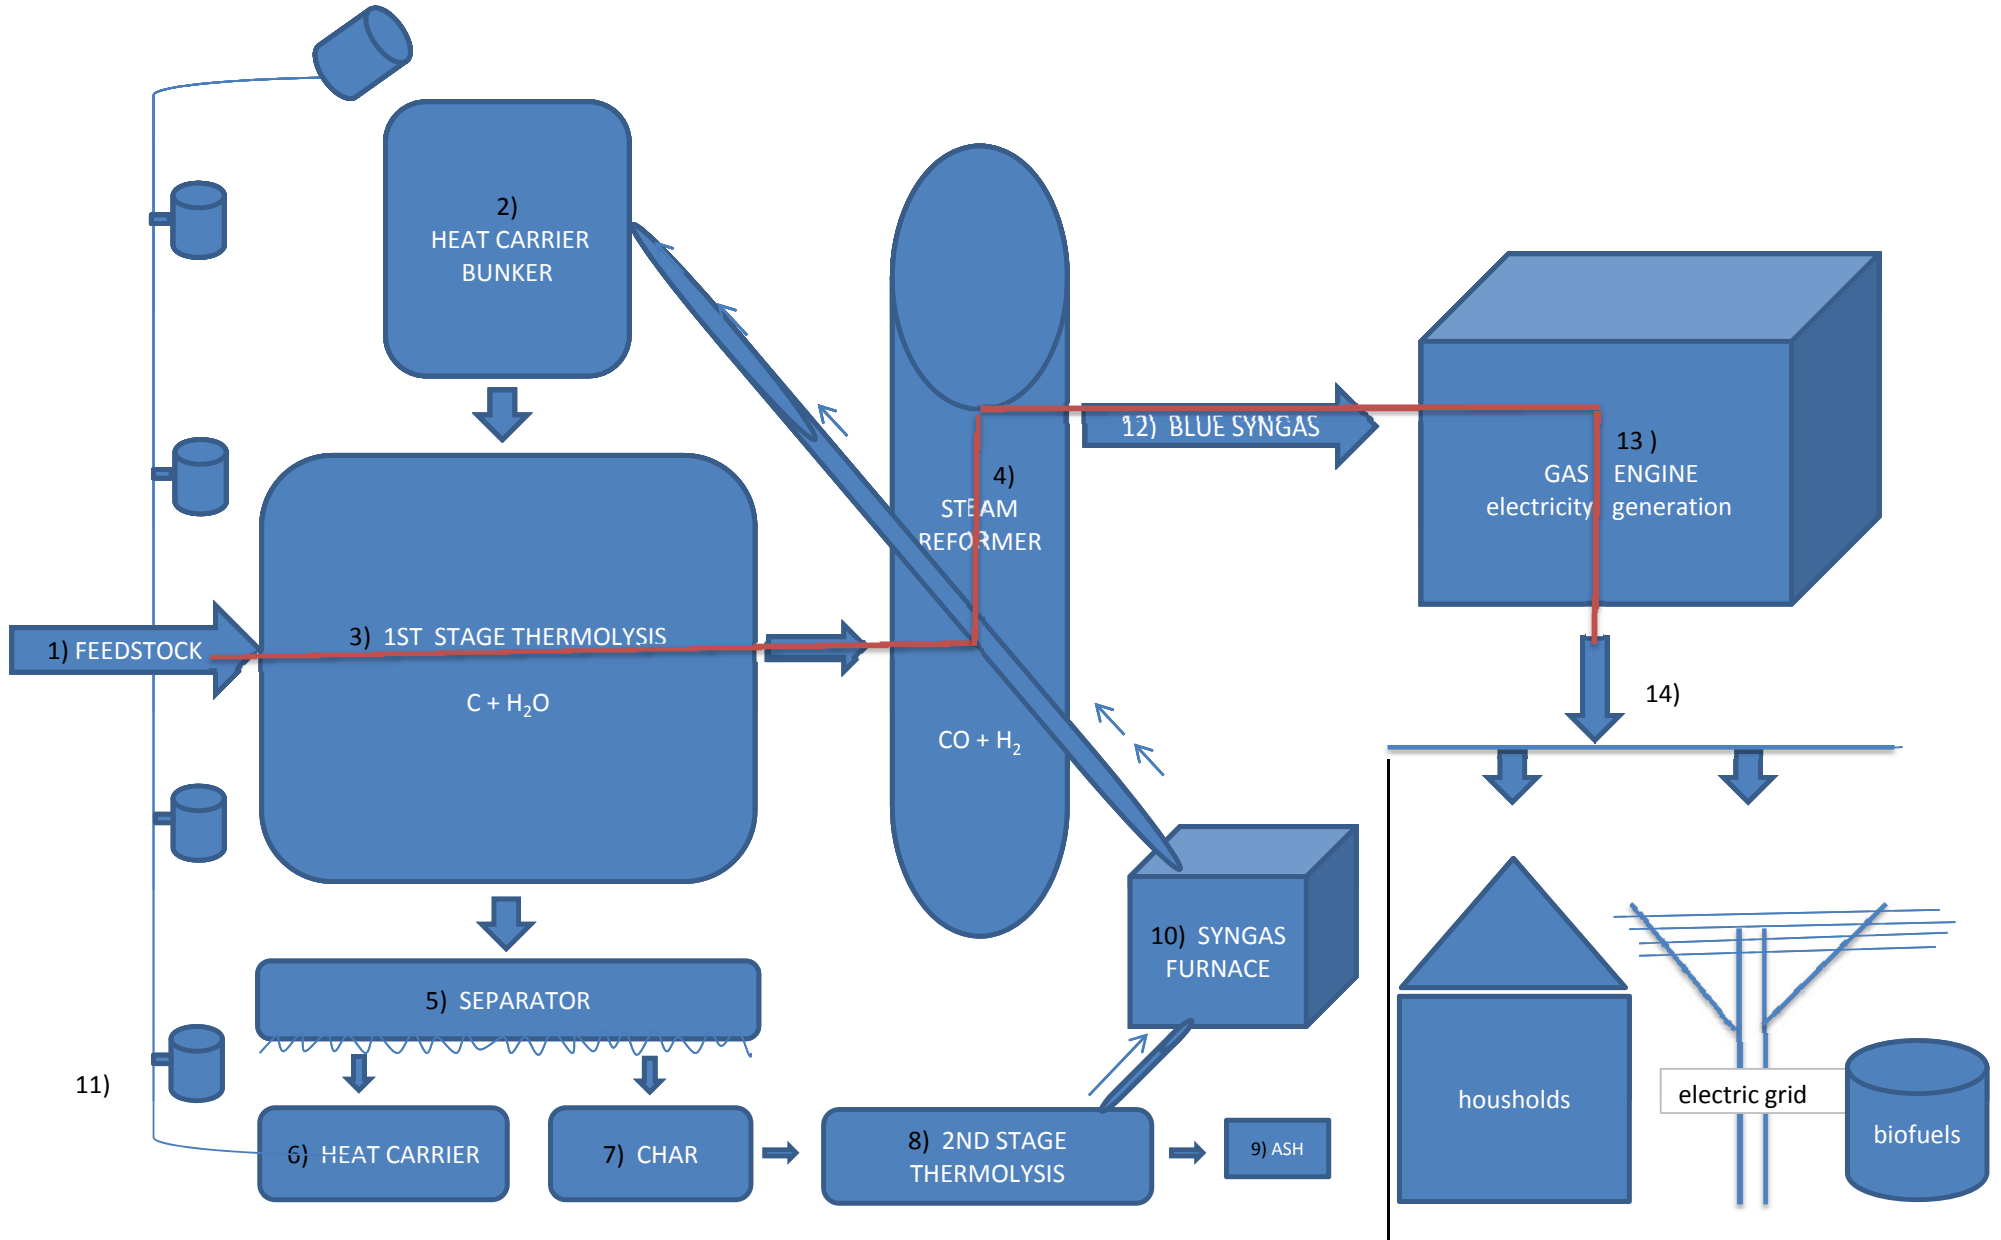 2)
HEAT CARRIER
BUNKER
12) BLUE SYNGAS
13 )
GAS ENGINE
electricity generation
4)
STEAM
REFORMER
1) FEEDSTOCK
3) 1ST STAGE THERMOLYSIS
C + H₂O
14)
CO + H₂
10) SYNGAS
FURNACE
5) SEPARATOR
11)
housholds
electric grid
biofuels
6) HEAT CARRIER
7) CHAR
8) 2ND STAGE
THERMOLYSIS
9) ASH